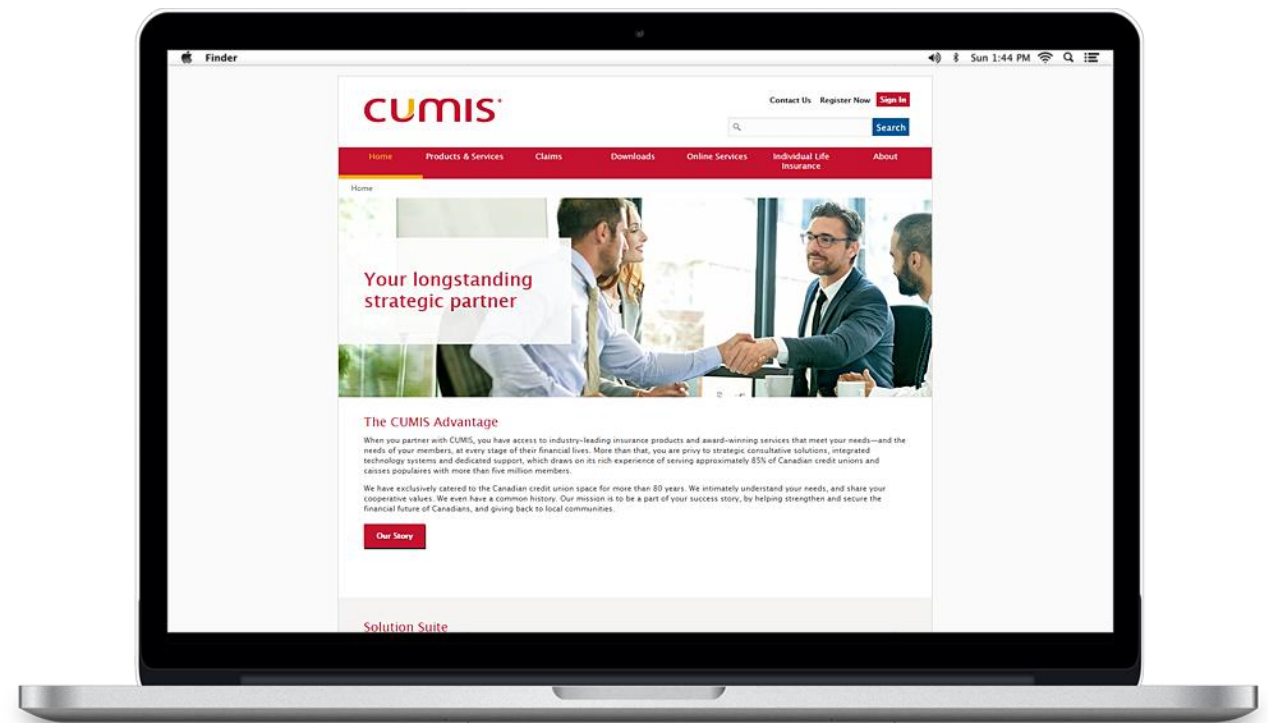 Finder
Sun 1:44 PM
CUMIS®
Contact Us Register Now Sign In
Search
Home Products & Services Claims Downloads Online Services Individual Life Insurance About
Home
Your longstanding
strategic partner
The CUMIS Advantage
When you partner with CUMIS, you have access to industry-leading insurance products and award-winning services that meet your needs—and the
needs of your members, at every stage of their financial lives. More than that, you are privy to strategic consultative solutions, integrated
technology systems and dedicated support, which draws on its rich experience of serving approximately 85% of Canadian credit unions and
caisses populaires with more than five million members.
We have exclusively catered to the Canadian credit union space for more than 80 years. We intimately understand your needs, and share your
cooperative values. We even have a common history. Our mission is to be a part of your success story, by helping strengthen and secure the
financial future of Canadians, and giving back to local communities.
Our Story
Solution Suite